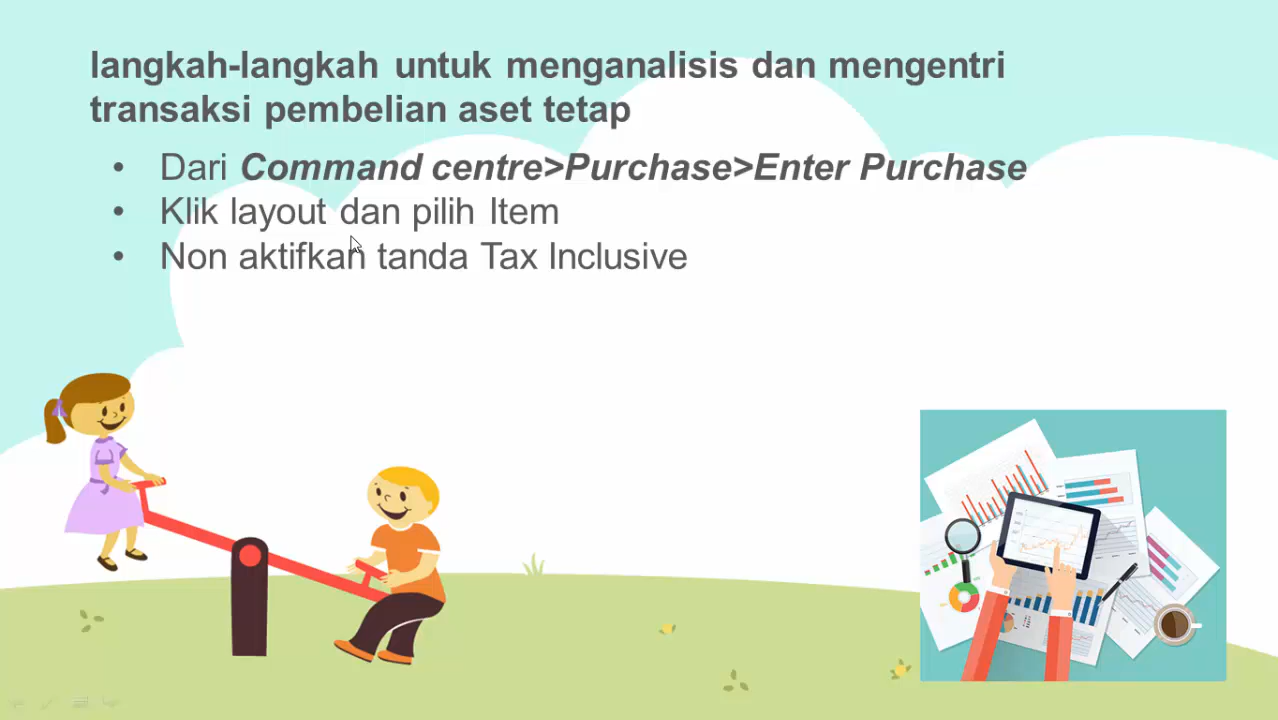 langkah-langkah untuk menganalisis dan mengentri
transaksi pembelian aset tetap
• Dari Command centre>Purchase>Enter Purchase
• Klik layout dan pilih Item
• Non aktifkan tanda Tax Inclusive